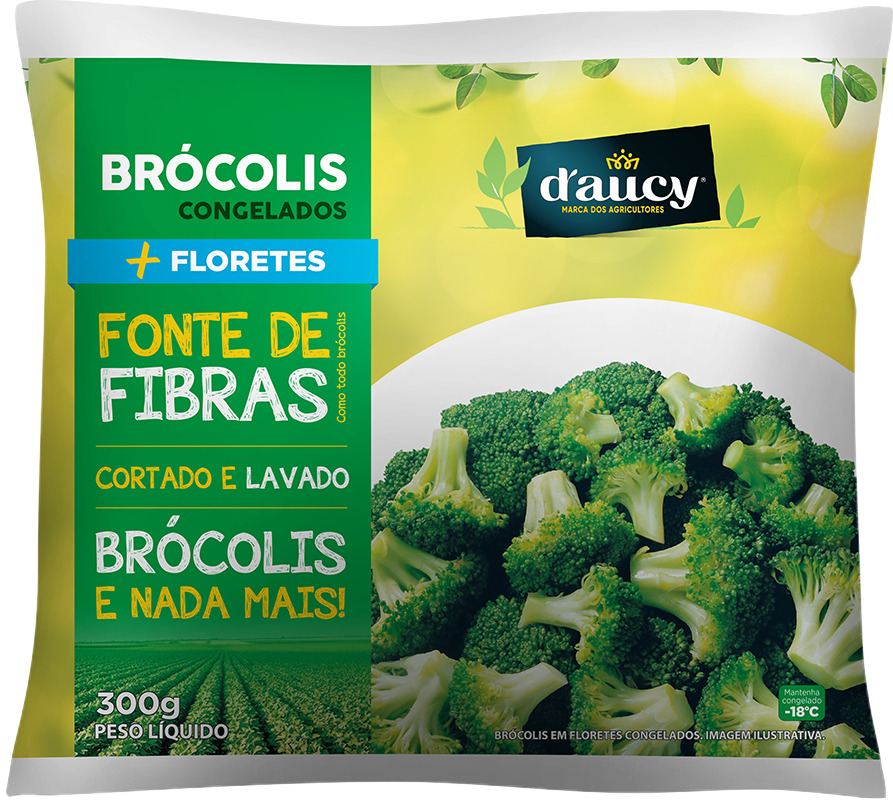 BRÓCOLIS
CONGELADOS
+ FLORETES
FONTE DE
FIBRAS
Como todo brócolis
CORTADO E LAVADO
BRÓCOLIS
E NADA MAIS!
300g
PESO LÍQUIDO
d'aucy®
MARCA DOS AGRICULTORES
Mantenha
congelado
-18°C
BRÓCOLIS EM FLORETES CONGELADOS. IMAGEM ILUSTRATIVA.